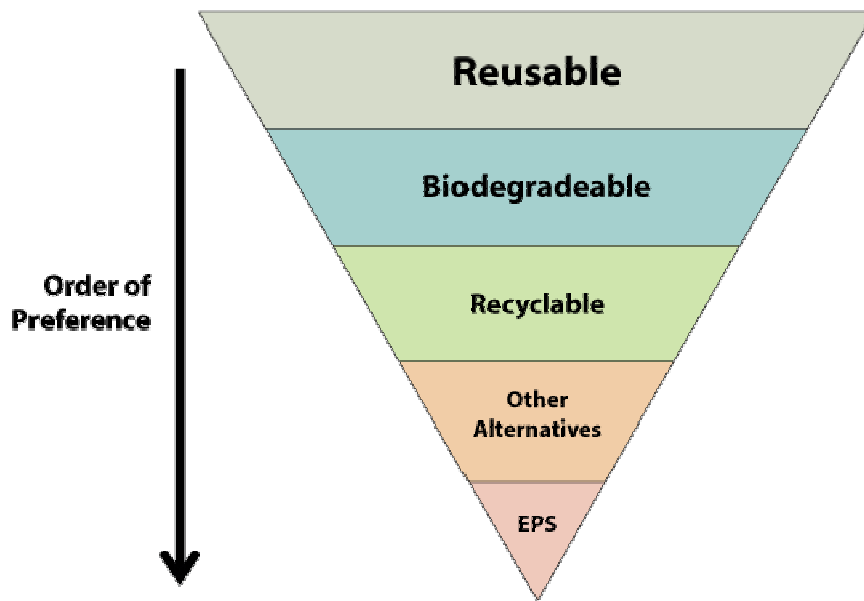 Reusable
Biodegradeable
Recyclable
Order of
Preference
Other
Alternatives
EPS